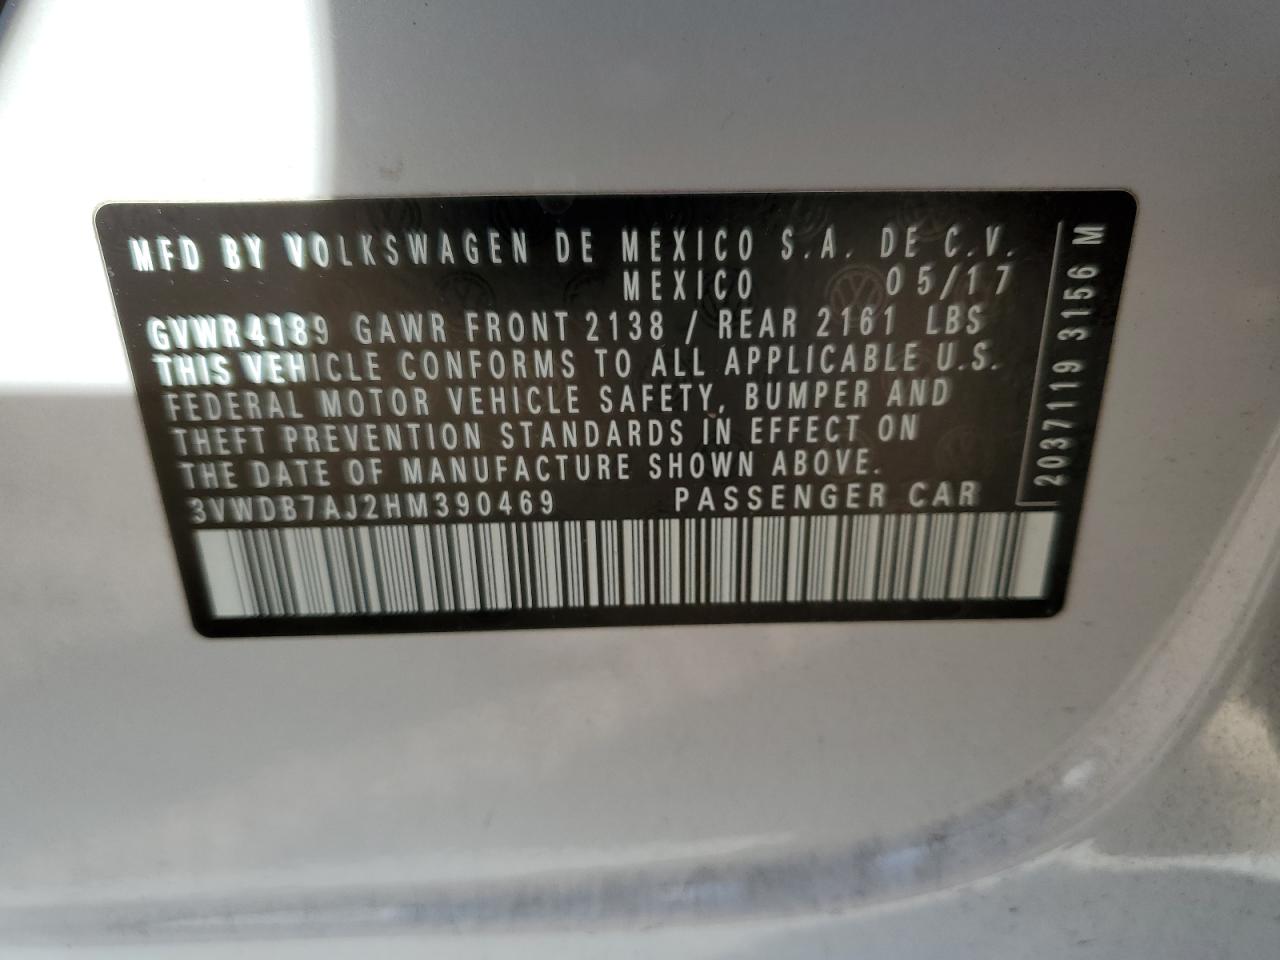 MFD BY VOLKSWAGEN DE MEXICO S.A. DE C.V.
MEXICO 05/17
GVWR4189 GAWR FRONT 2138 / REAR 2161 LBS
THIS VEHICLE CONFORMS TO ALL APPLICABLE U.S.
FEDERAL MOTOR VEHICLE SAFETY, BUMPER AND
THEFT PREVENTION STANDARDS IN EFFECT ON
THE DATE OF MANUFACTURE SHOWN ABOVE.
3VWDB7AJ2HM390469 PASSENGER CAR
2037119 3156 M